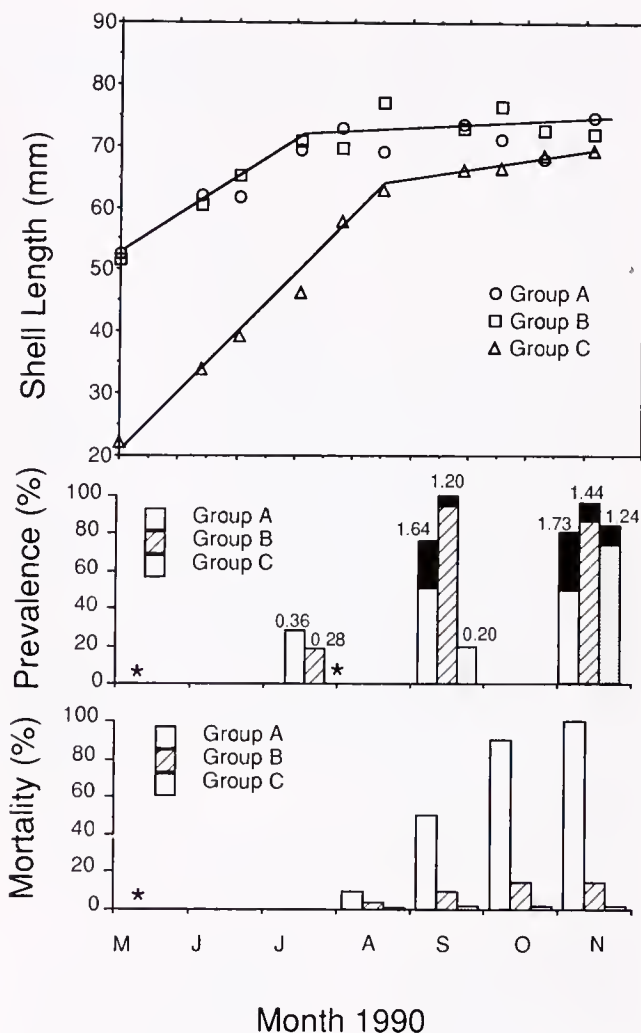 90
80
70
60
50
40
30
20
Shell Length (mm)
Group A
Group B
Group C
100
80
60
40
20
0
Prevalence (%)
Group A
Group B
Group C
*
0.36
0 28
*
1.64
1.20
0.20
1.73
1.44
1.24
100
80
60
40
20
0
Mortality (%)
Group A
Group B
Group C
*
M J J A S O N
Month 1990